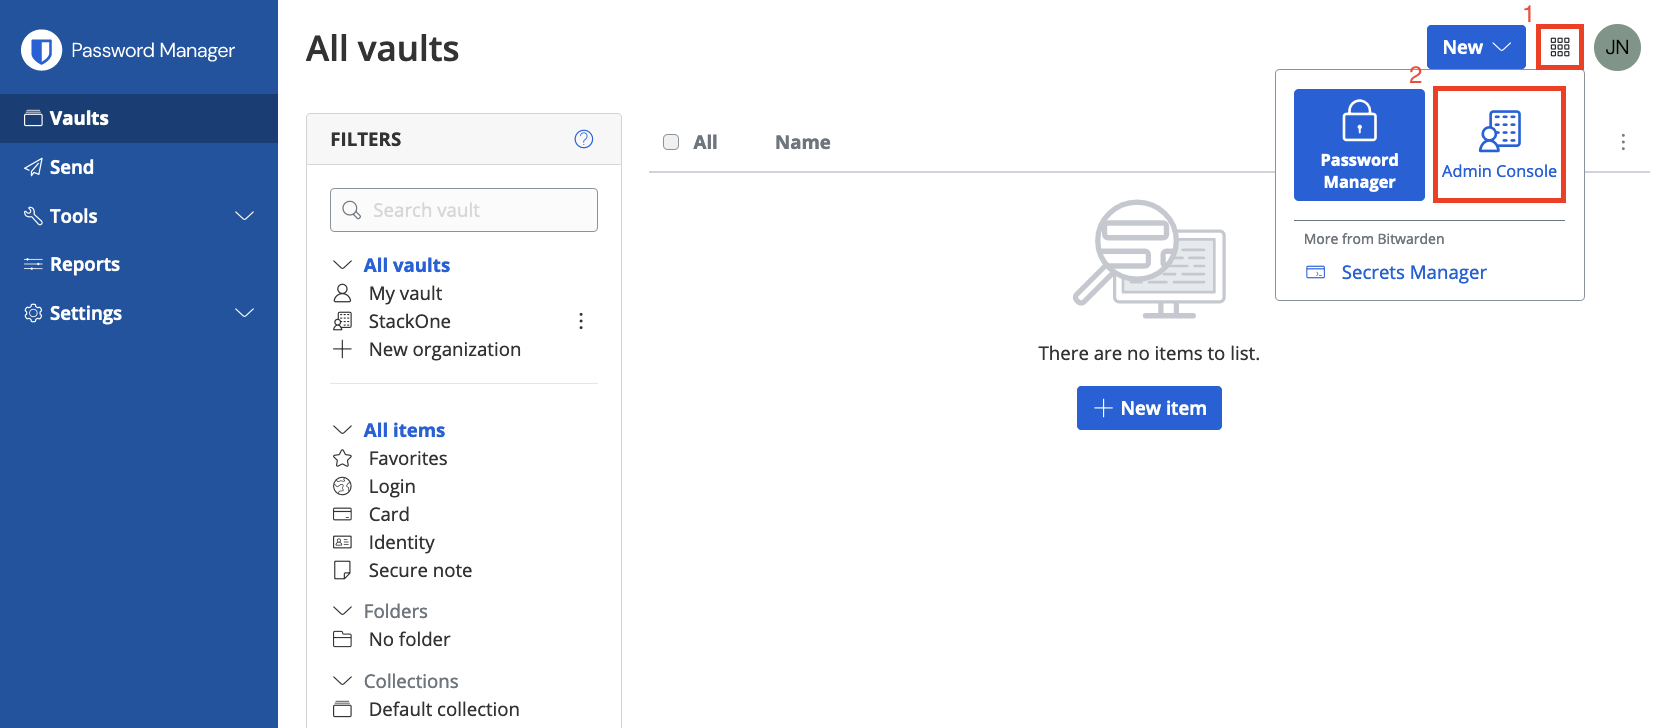 Password Manager
Vaults
Send
Tools
Reports
Settings
All vaults
1
New
JN
2
Password
Manager
Admin Console
More from Bitwarden
Secrets Manager
FILTERS
Search vault
All vaults
My vault
StackOne
New organization
All items
Favorites
Login
Card
Identity
Secure note
Folders
No folder
Collections
Default collection
All Name
There are no items to list.
New item